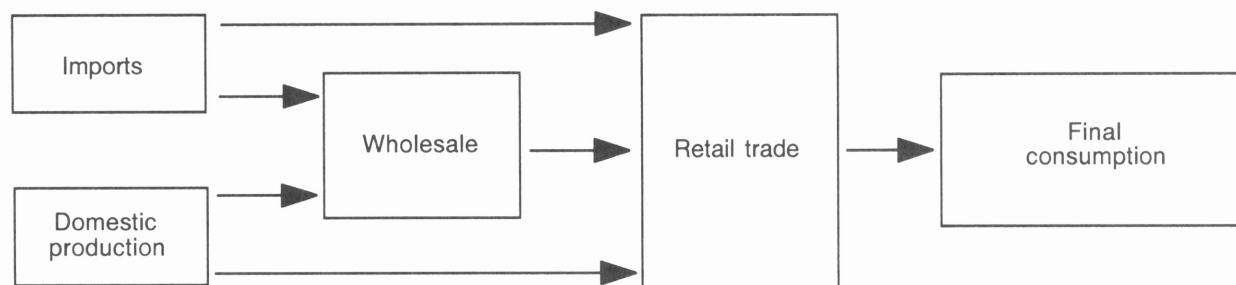 Imports
Wholesale
Retail trade
Final
consumption
Domestic
production